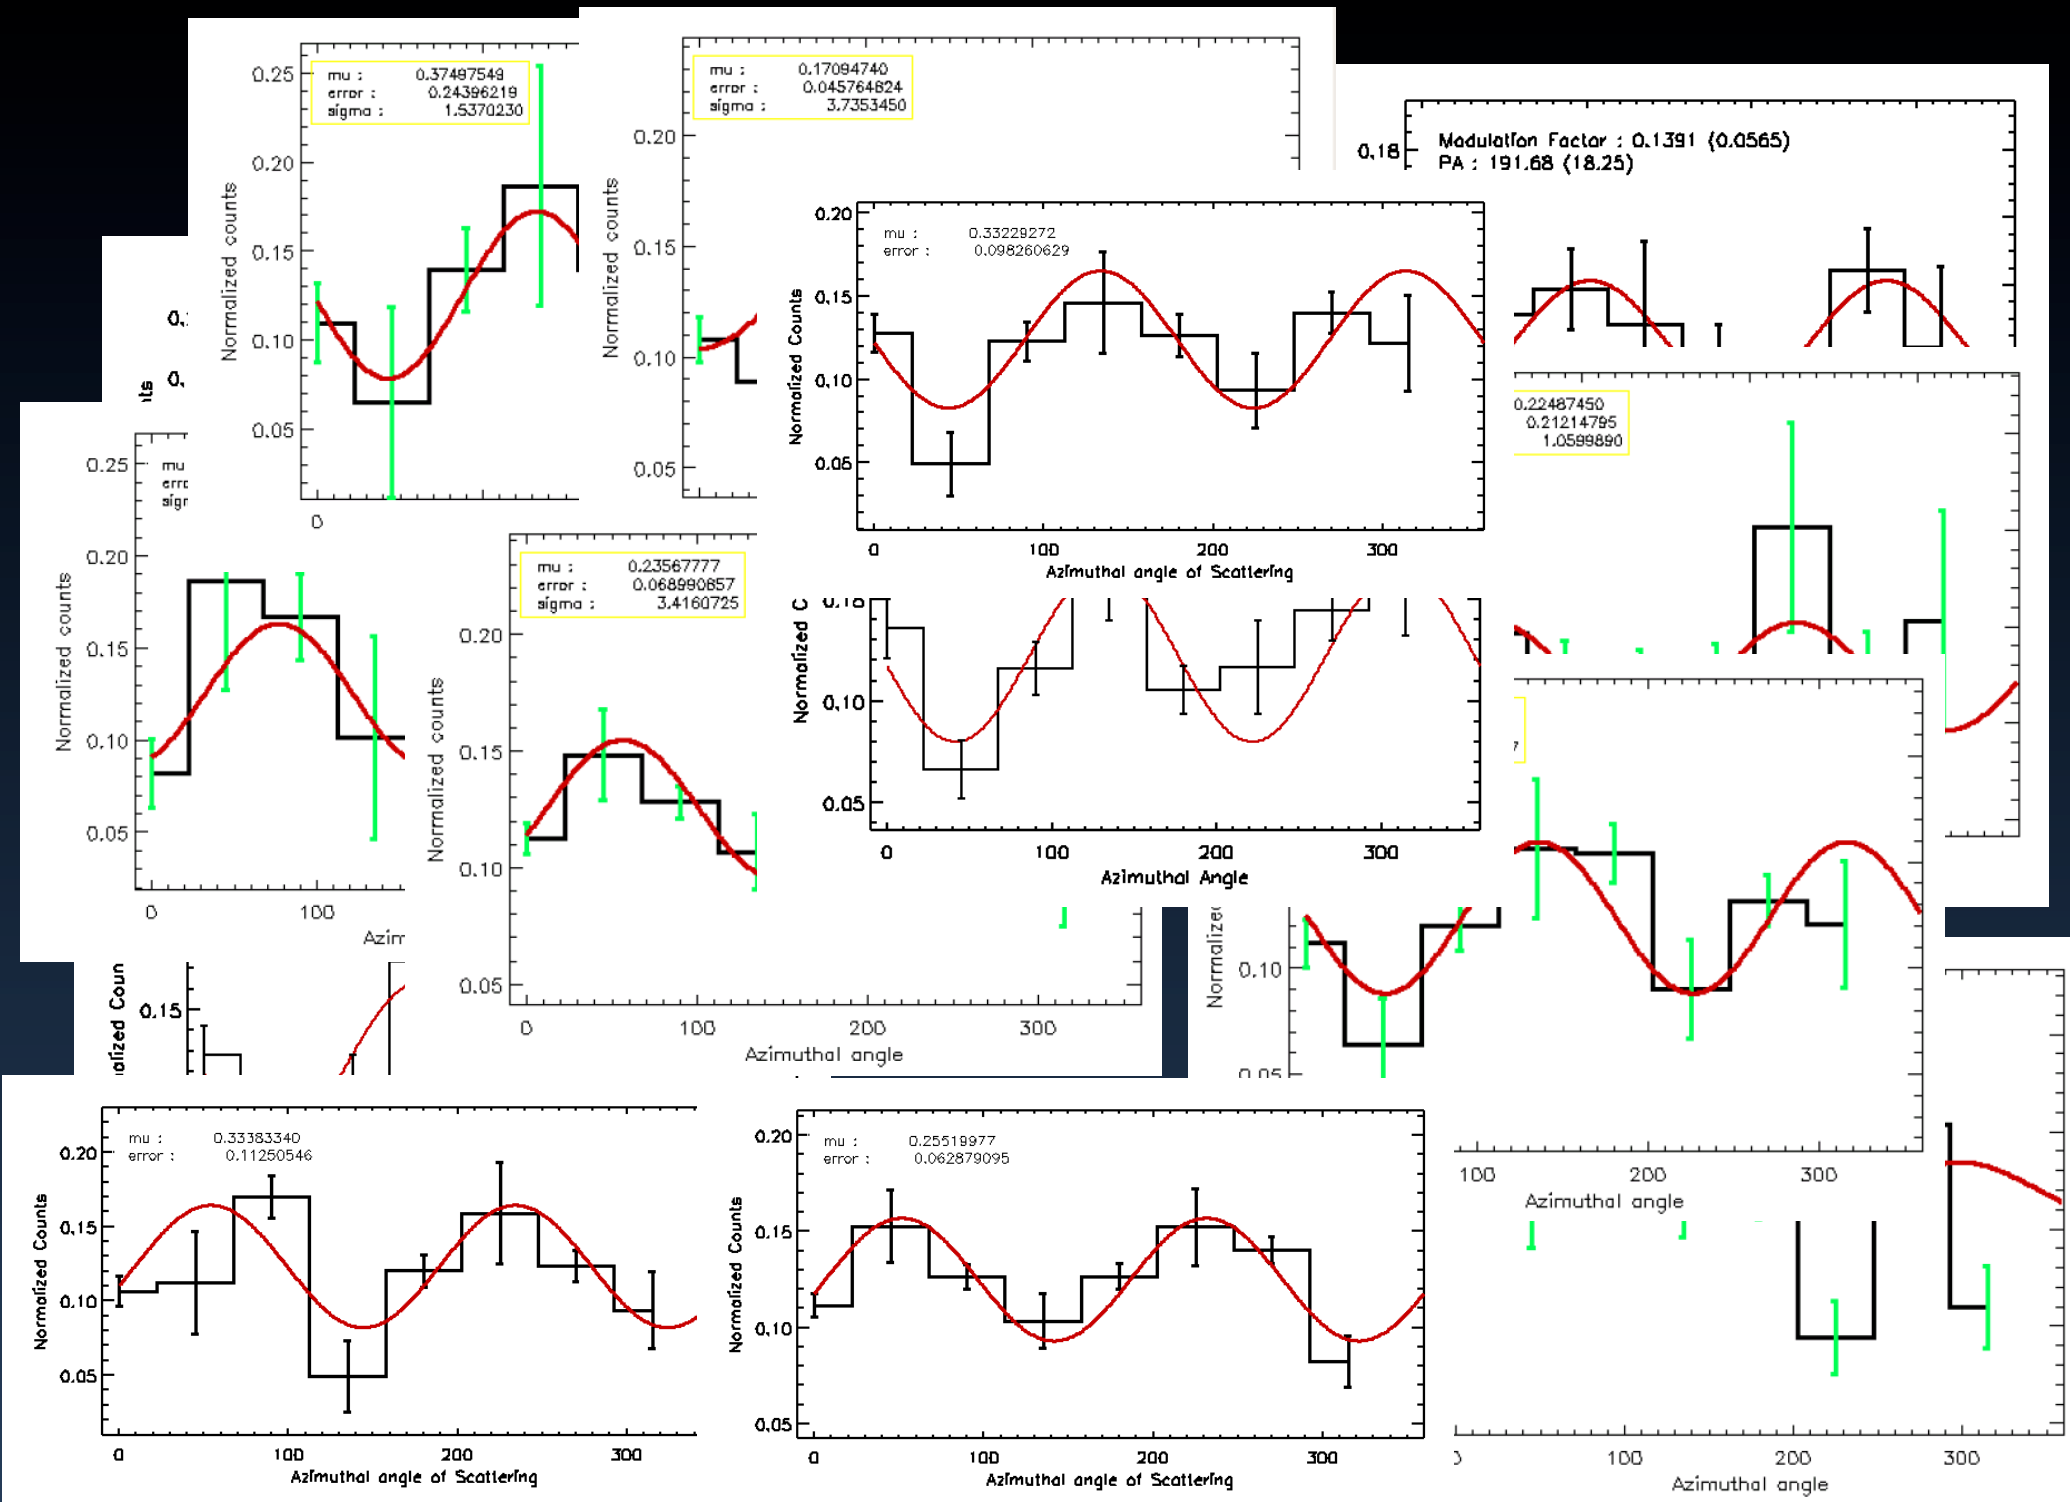 0.25
0.20
0.15
0.10
0.05
Normalized counts
mu : 0.37497549
error : 0.24396219
sigma : 1.5370230
0
0.20
0.15
0.10
0.05
Normalized counts
mu : 0.17094740
error : 0.045764824
sigma : 3.7353450
0.18
Modulation Factor : 0.1391 (0.0565)
PA : 191.68 (18.25)
0.20
0.15
0.10
0.05
Normalized Counts
mu : 0.33229272
error : 0.098260629
0 100 200 300
Azimuthal angle of Scattering
0.22487450
0.21214795
1.0599890
0.25
0.20
0.15
0.10
0.05
Normalized counts
mu
0 100
0.20
0.15
0.10
0.05
Normalized counts
mu : 0.23567777
error : 0.068990857
sigma : 3.4160725
0 100 200 300
Azimuthal angle
Normalized C
0.10
0.05
0 100 200 300
Azimuthal Angle
Normalized
0.10
100 200 300
Azimuthal angle
0.15
0.20
0.15
0.10
0.05
Normalized Counts
mu : 0.33383340
error : 0.11250546
0 100 200 300
Azimuthal angle of Scattering
0.20
0.15
0.10
0.05
Normalized Counts
mu : 0.25519977
error : 0.062879095
0 100 200 300
Azimuthal angle of Scattering
100 200 300
Azimuthal angle